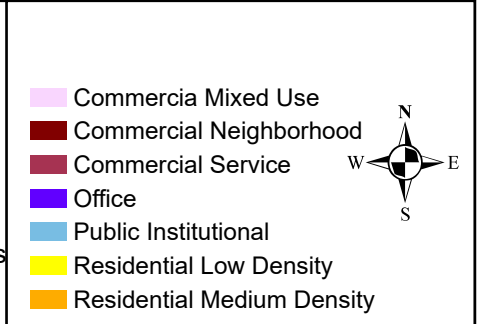 Commercia Mixed Use
Commercial Neighborhood
Commercial Service
Office
Public Institutional
Residential Low Density
Residential Medium Density
N
W E
S
s